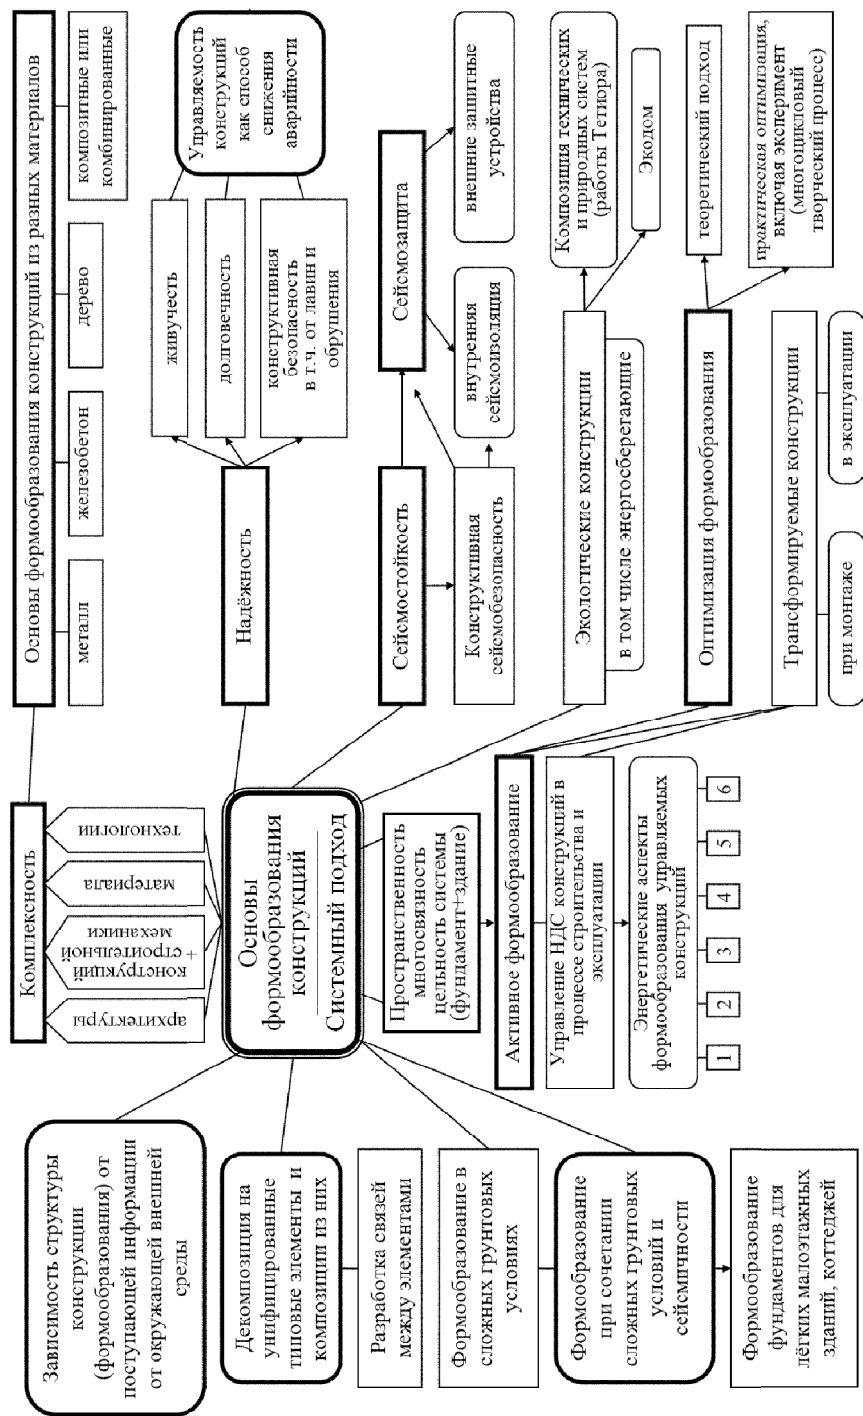 Зависимость структуры
конструкции
(формообразования) от
поступающей информации
от окружающей внешней
среды
Декомпозиция на
унифицированные
типовые элементы и
композиции из них
Разработка связей
между элементами
Формообразование в
сложных грунтовых
условиях
Формообразование
при сочетании
сложных грунтовых
условий и
сейсмичности
Формообразование
фундаментов для
лёгких малоэтажных
зданий, коттеджей
Комплексность
архитектуры
конструкций
+
строительной
механики
материала
технологии
Основы
формообразования
конструкций
Системный подход
Пространственность
многосвязность
цельность системы
(фундамент+здание)
Активное формообразование
Управление НДС конструкций в
процессе строительства и
эксплуатации
Энергетические аспекты
формообразования управляемых
конструкций
1
2
3
4
5
6
Основы формообразования конструкций из разных материалов
металл
железобетон
дерево
композитные или
комбинированные
Надёжность
живучесть
долговечность
конструктивная
безопасность
в т.ч. от лавин и
обрушения
Управляемость
конструкций
как способ
снижения
аварийности
Сейсмостойкость
Сейсмозащита
Конструктивная
сейсмобезопасность
внутренняя
сейсмоизоляция
внешние защитные
устройства
Экологические конструкции
в том числе энергосберегающие
Композиция технических
и природных систем
(работы Тетиора)
Экодом
Оптимизация формообразования
теоретический подход
практическая оптимизация,
включая эксперимент
(многоцикловый
творческий процесс)
Трансформируемые конструкции
при монтаже
в эксплуатации